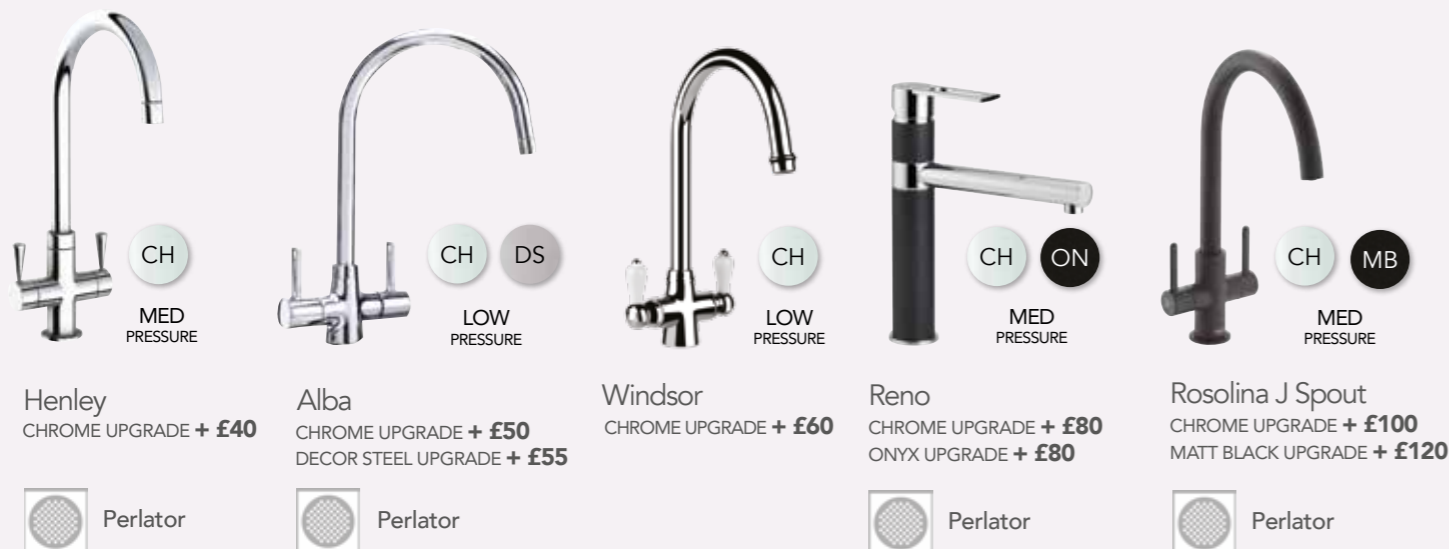 CH
MED
PRESSURE
Henley
CHROME UPGRADE + £40
Perlator
CH DS
LOW
PRESSURE
Alba
CHROME UPGRADE + £50
DECOR STEEL UPGRADE + £55
Perlator
CH
LOW
PRESSURE
Windsor
CHROME UPGRADE + £60
CH ON
MED
PRESSURE
Reno
CHROME UPGRADE + £80
ONYX UPGRADE + £80
Perlator
CH MB
MED
PRESSURE
Rosolina J Spout
CHROME UPGRADE + £100
MATT BLACK UPGRADE + £120
Perlator